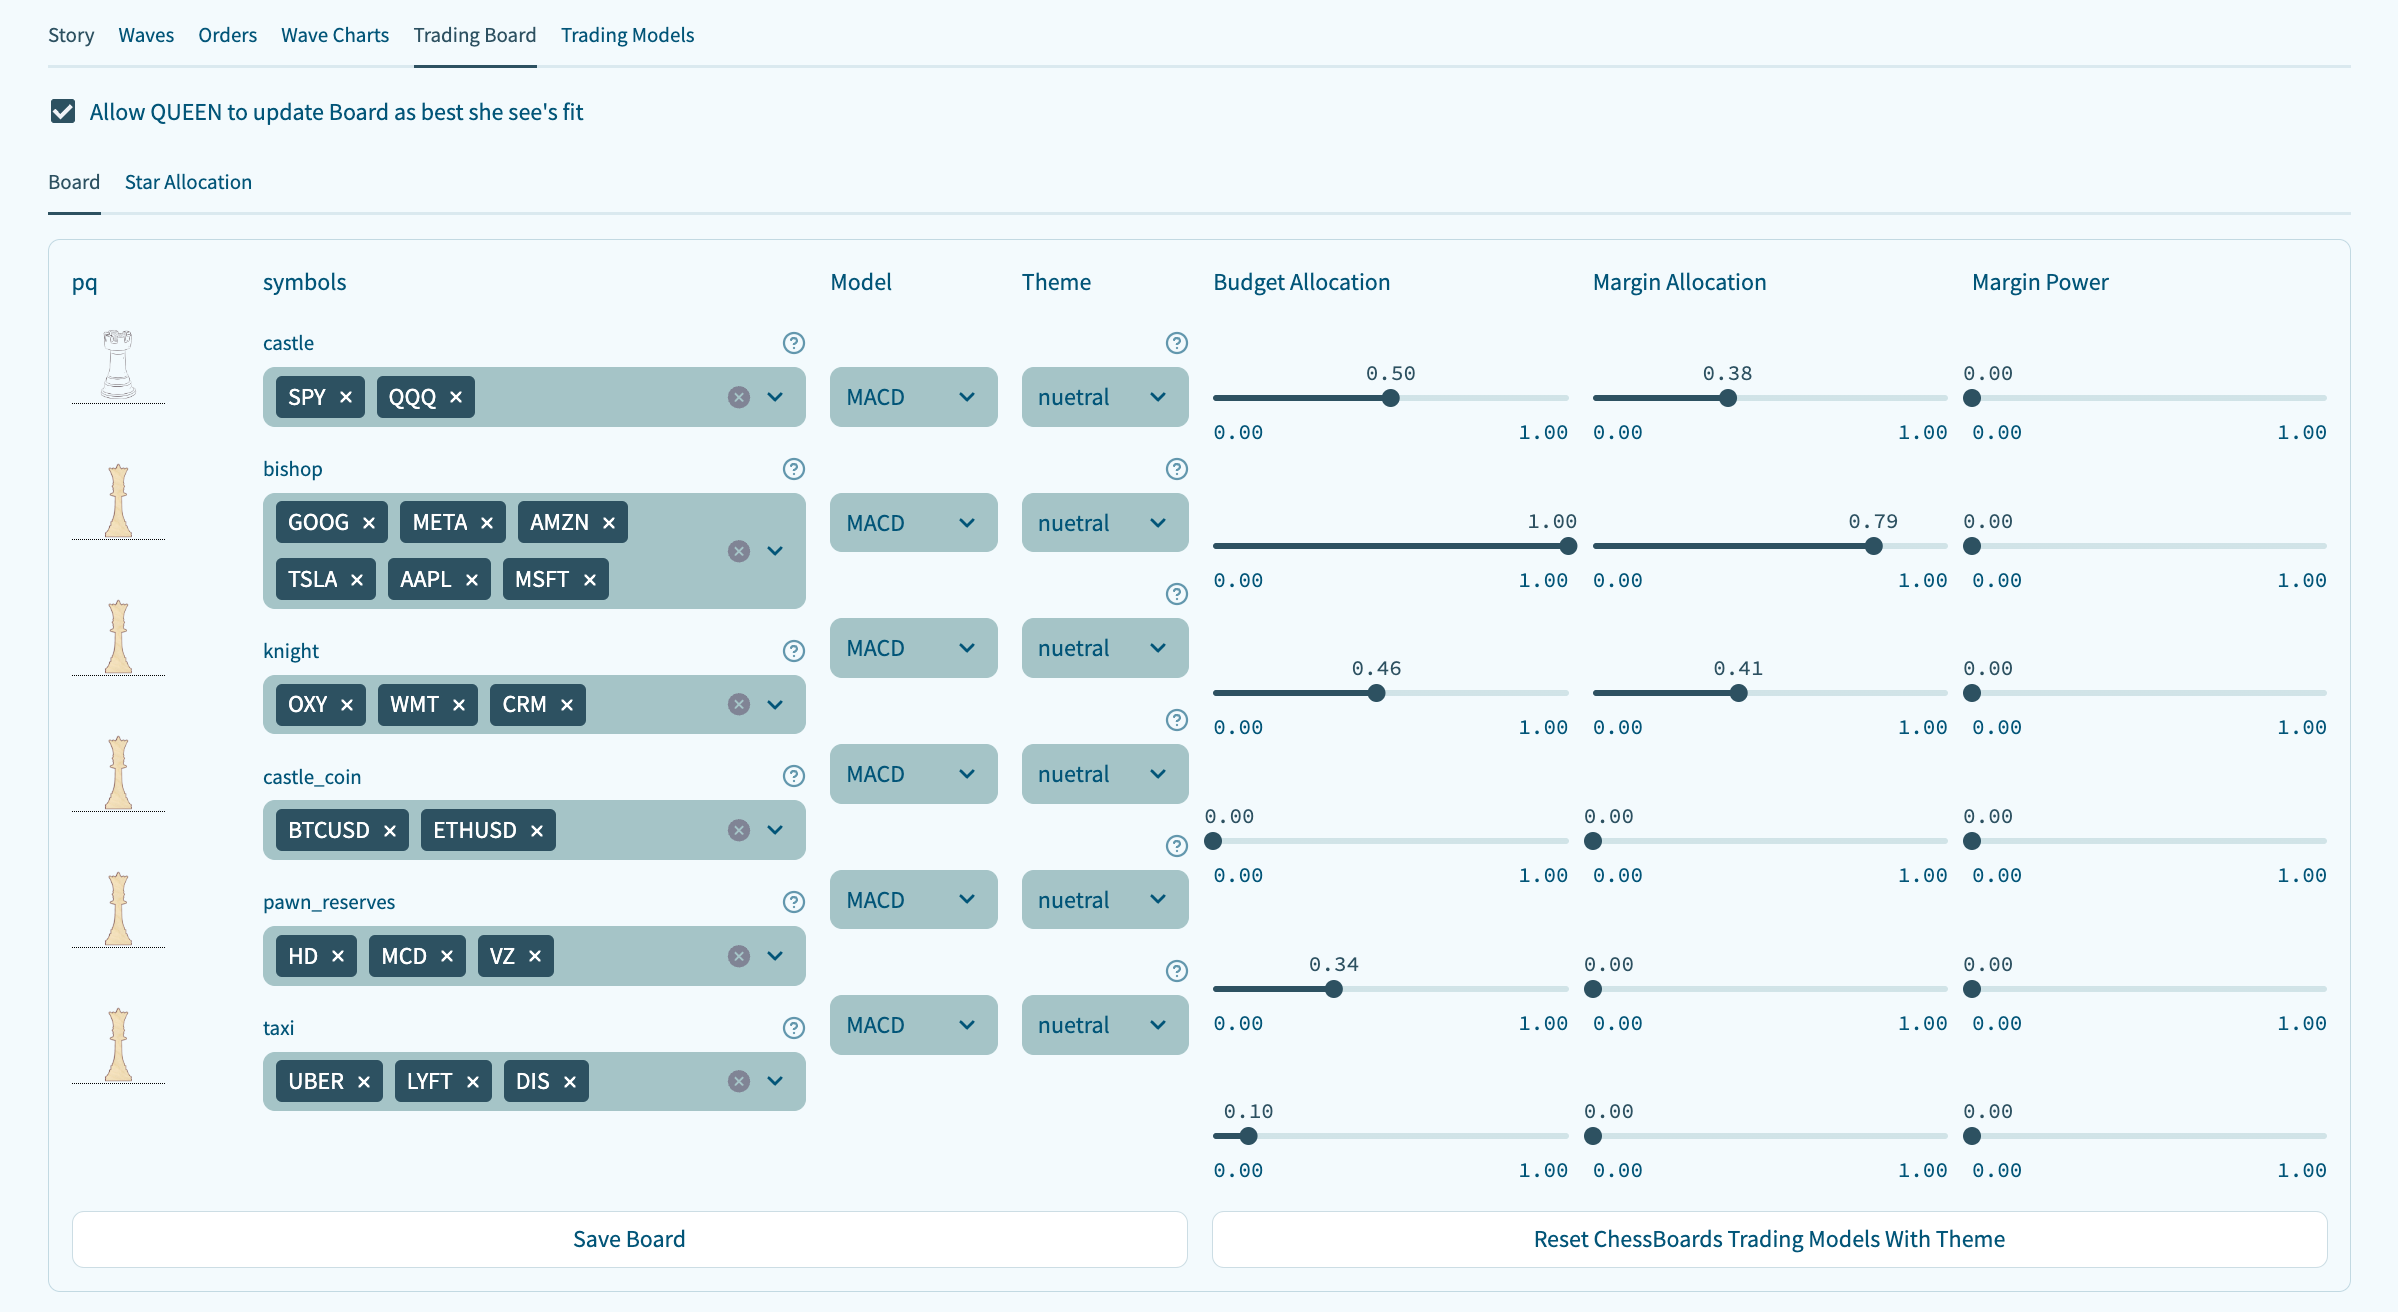 Story Waves Orders Wave Charts Trading Board Trading Models
Allow QUEEN to update Board as best she see's fit
Board Star Allocation
pq symbols Model Theme Budget Allocation Margin Allocation Margin Power
castle
SPY QQQ
MACD nuetral
0.50 0.38 0.00
0.00 1.00 0.00 1.00 0.00 1.00
bishop
GOOG META AMZN
TSLA AAPL MSFT
MACD nuetral
1.00 0.79 0.00
0.00 1.00 0.00 1.00 0.00 1.00
knight
OXY WMT CRM
MACD nuetral
0.46 0.41 0.00
0.00 1.00 0.00 1.00 0.00 1.00
castle_coin
BTCUSD ETHUSD
MACD nuetral
0.00 0.00 0.00
0.00 1.00 0.00 1.00 0.00 1.00
pawn_reserves
HD MCD VZ
MACD nuetral
0.34 0.00 0.00
0.00 1.00 0.00 1.00 0.00 1.00
taxi
UBER LYFT DIS
MACD nuetral
0.10 0.00 0.00
0.00 1.00 0.00 1.00 0.00 1.00
Save Board
Reset ChessBoards Trading Models With Theme